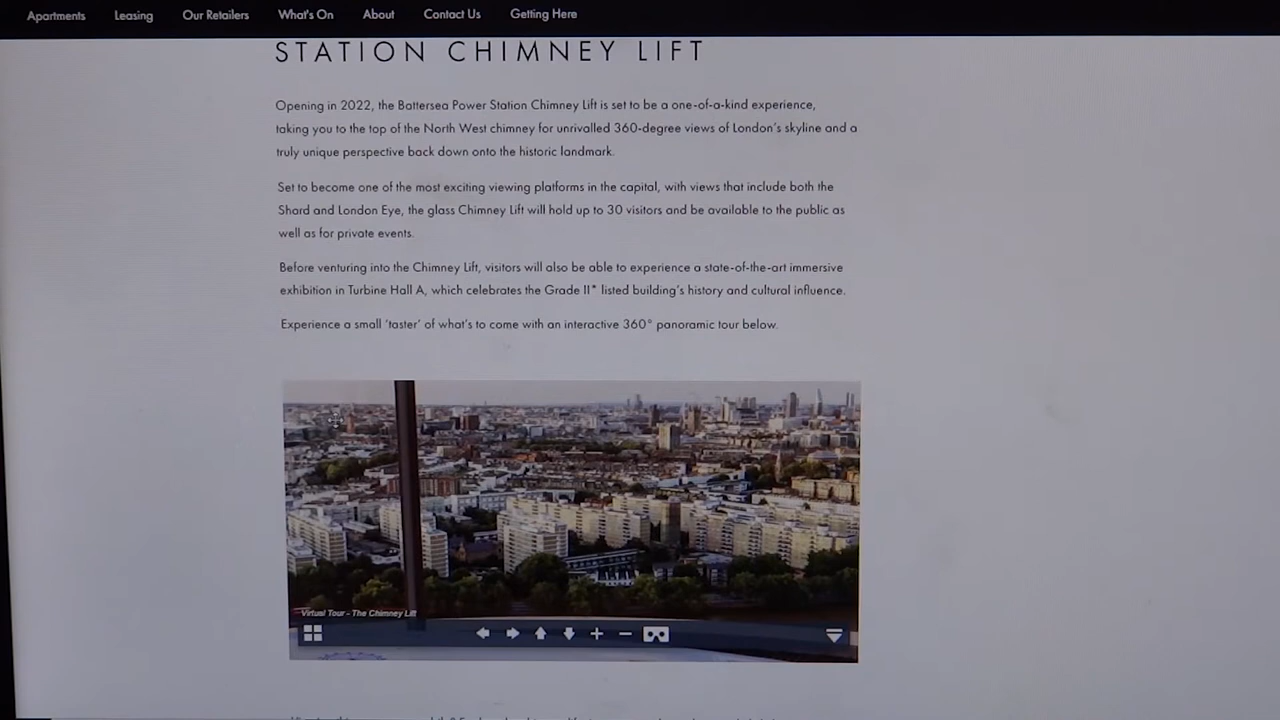 Apartments Leasing Our Retailers What's On About Contact Us Getting Here
STATION CHIMNEY LIFT
Opening in 2022, the Battersea Power Station Chimney Lift is set to be a one-of-a-kind experience,
taking you to the top of the North West chimney for unrivalled 360-degree views of London's skyline and a
truly unique perspective back down onto the historic landmark.
Set to become one of the most exciting viewing platforms in the capital, with views that include both the
Shard and London Eye, the glass Chimney Lift will hold up to 30 visitors and be available to the public as
well as for private events.
Before venturing into the Chimney Lift, visitors will also be able to experience a state-of-the-art immersive
exhibition in Turbine Hall A, which celebrates the Grade II* listed building's history and cultural influence.
Experience a small 'taster' of what's to come with an interactive 360° panoramic tour below.
Virtual Tour - The Chimney Lift